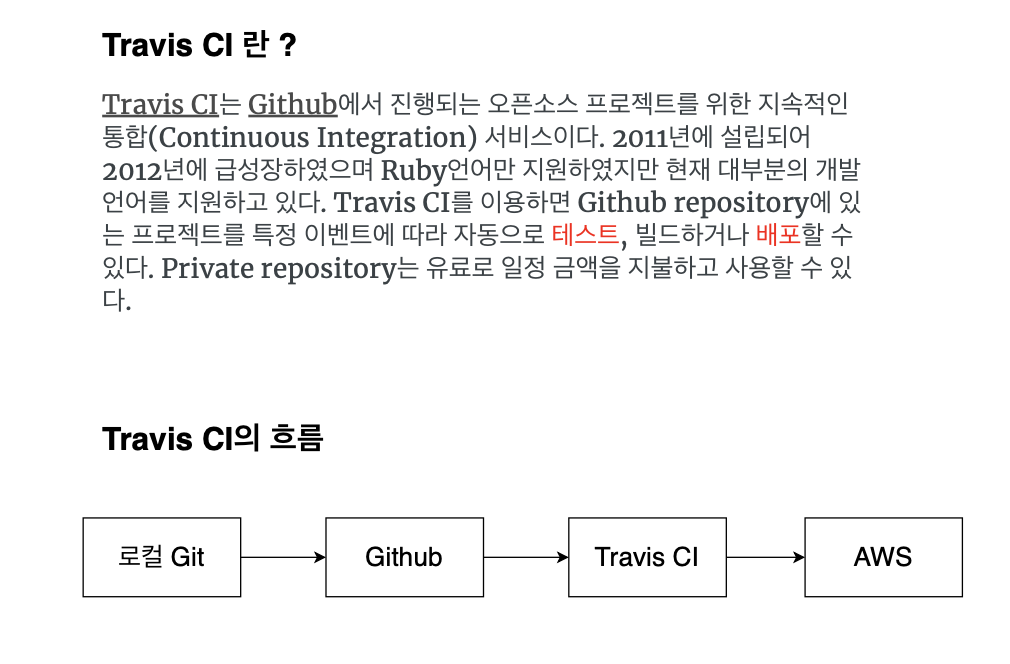 Travis CI 란 ?
Travis CI는 Github에서 진행되는 오픈소스 프로젝트를 위한 지속적인
통합(Continuous Integration) 서비스이다. 2011년에 설립되어
2012년에 급성장하였으며 Ruby언어만 지원하였지만 현재 대부분의 개발
언어를 지원하고 있다. Travis CI를 이용하면 Github repository에 있
는 프로젝트를 특정 이벤트에 따라 자동으로 테스트, 빌드하거나 배포할 수
있다. Private repository는 유료로 일정 금액을 지불하고 사용할 수 있
다.
Travis CI의 흐름
로컬 Git
Github
Travis CI
AWS